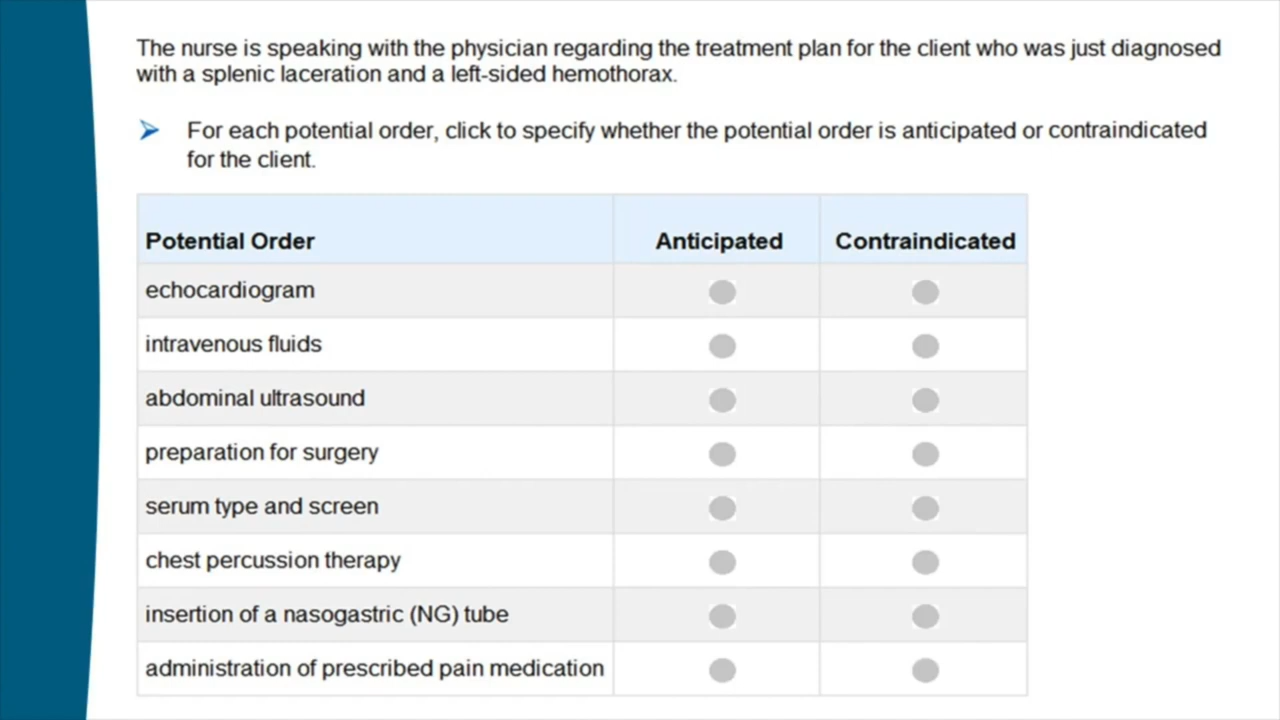 The nurse is speaking with the physician regarding the treatment plan for the client who was just diagnosed
with a splenic laceration and a left-sided hemothorax.
For each potential order, click to specify whether the potential order is anticipated or contraindicated
for the client.
Potential Order Anticipated Contraindicated
echocardiogram
intravenous fluids
abdominal ultrasound
preparation for surgery
serum type and screen
chest percussion therapy
insertion of a nasogastric (NG) tube
administration of prescribed pain medication